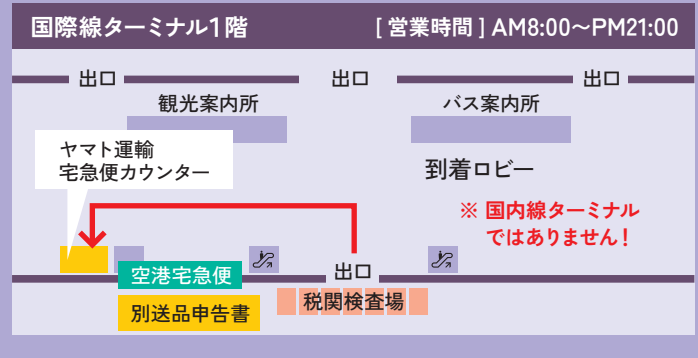 国際線ターミナル1階 [ 営業時間 ] AM8:00〜PM21:00
出口 出口 出口
観光案内所 バス案内所
ヤマト運輸
宅急便カウンター
到着ロビー
※ 国内線ターミナル
ではありません!
空港宅急便
出口
別送品申告書
税関検査場